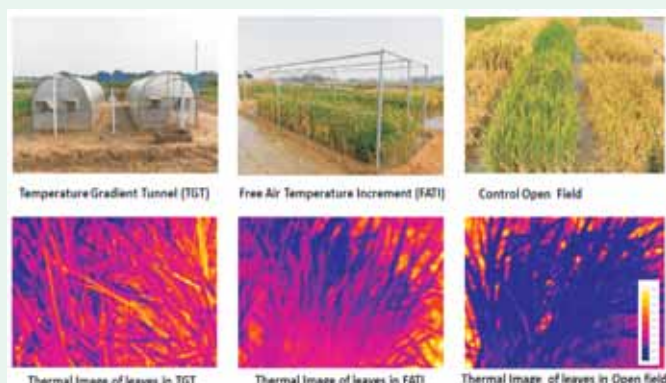 Temperature Gradient Tunnel (TGT)
Free Air Temperature Increment (FATI)
Control Open Field
Thermal Image of leaves in TGT
Thermal Image of leaves in FATI
Thermal Image of leaves in Open field